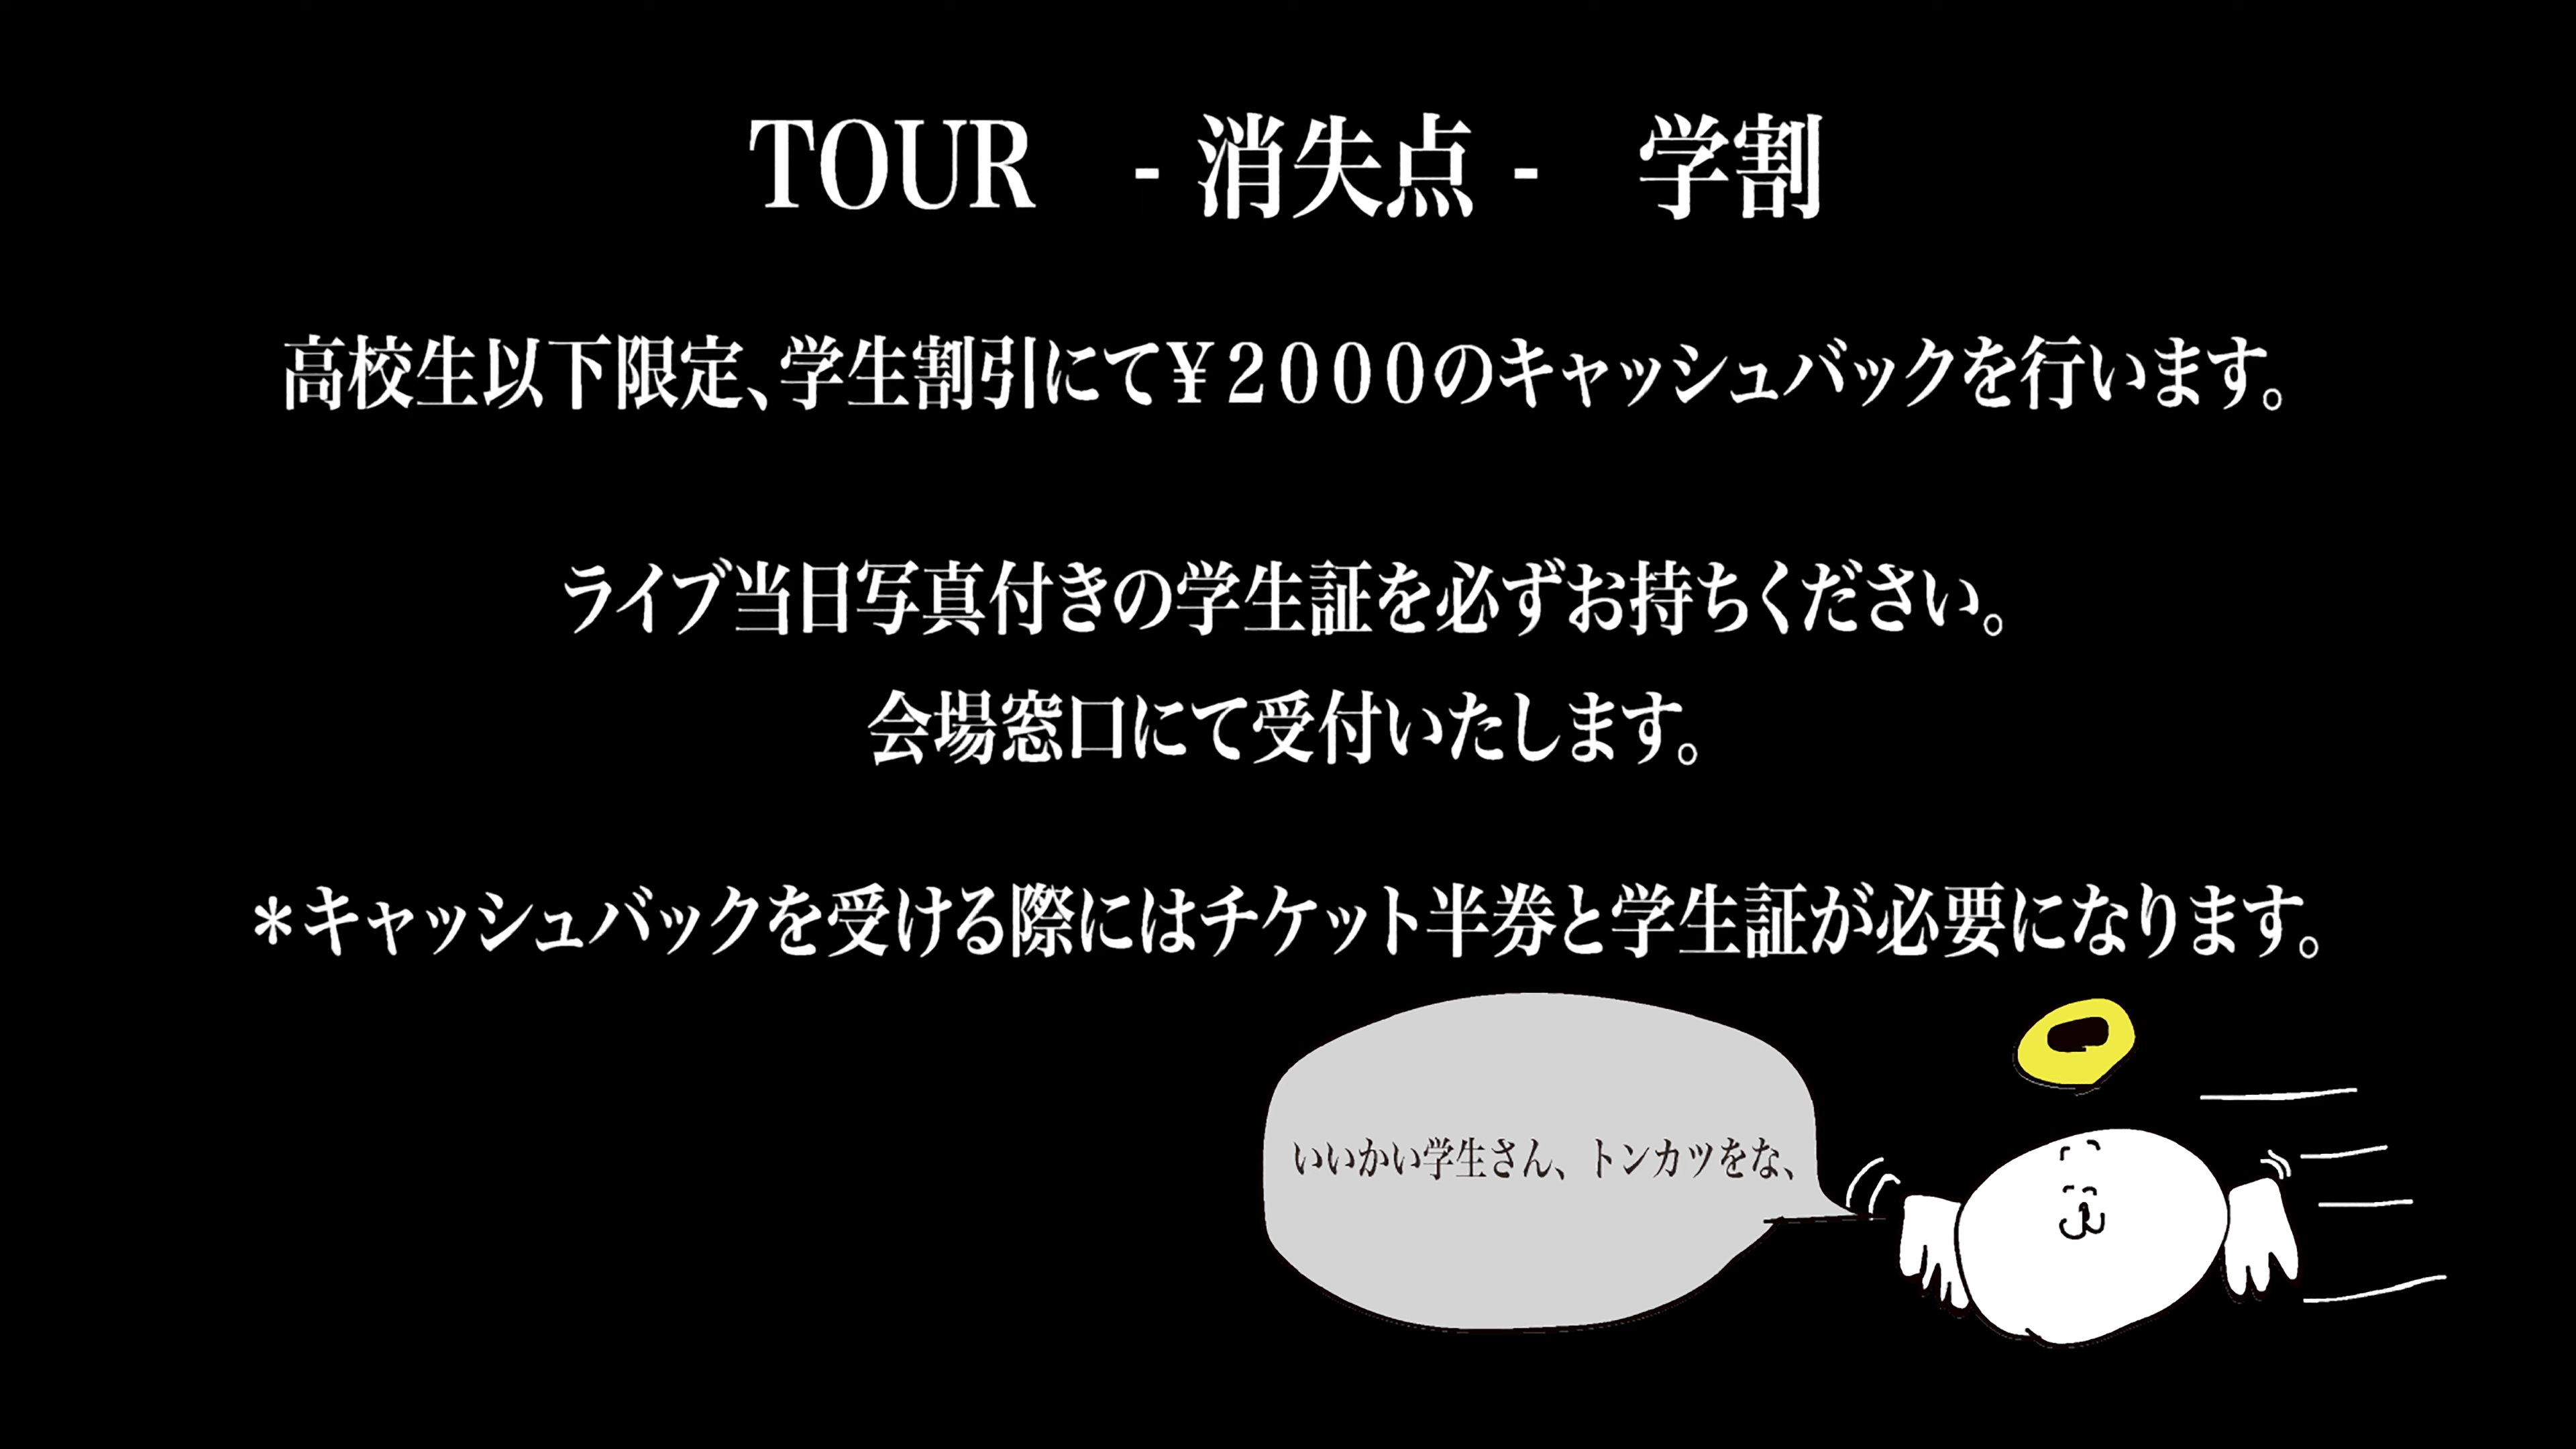 TOUR　- 消失点 -　学割
高校生以下限定、学生割引にて￥２０００のキャッシュバックを行います。
ライブ当日写真付きの学生証を必ずお持ちください。
会場窓口にて受付いたします。
＊キャッシュバックを受ける際にはチケット半券と学生証が必要になります。
いいかい学生さん、トンカツをな、